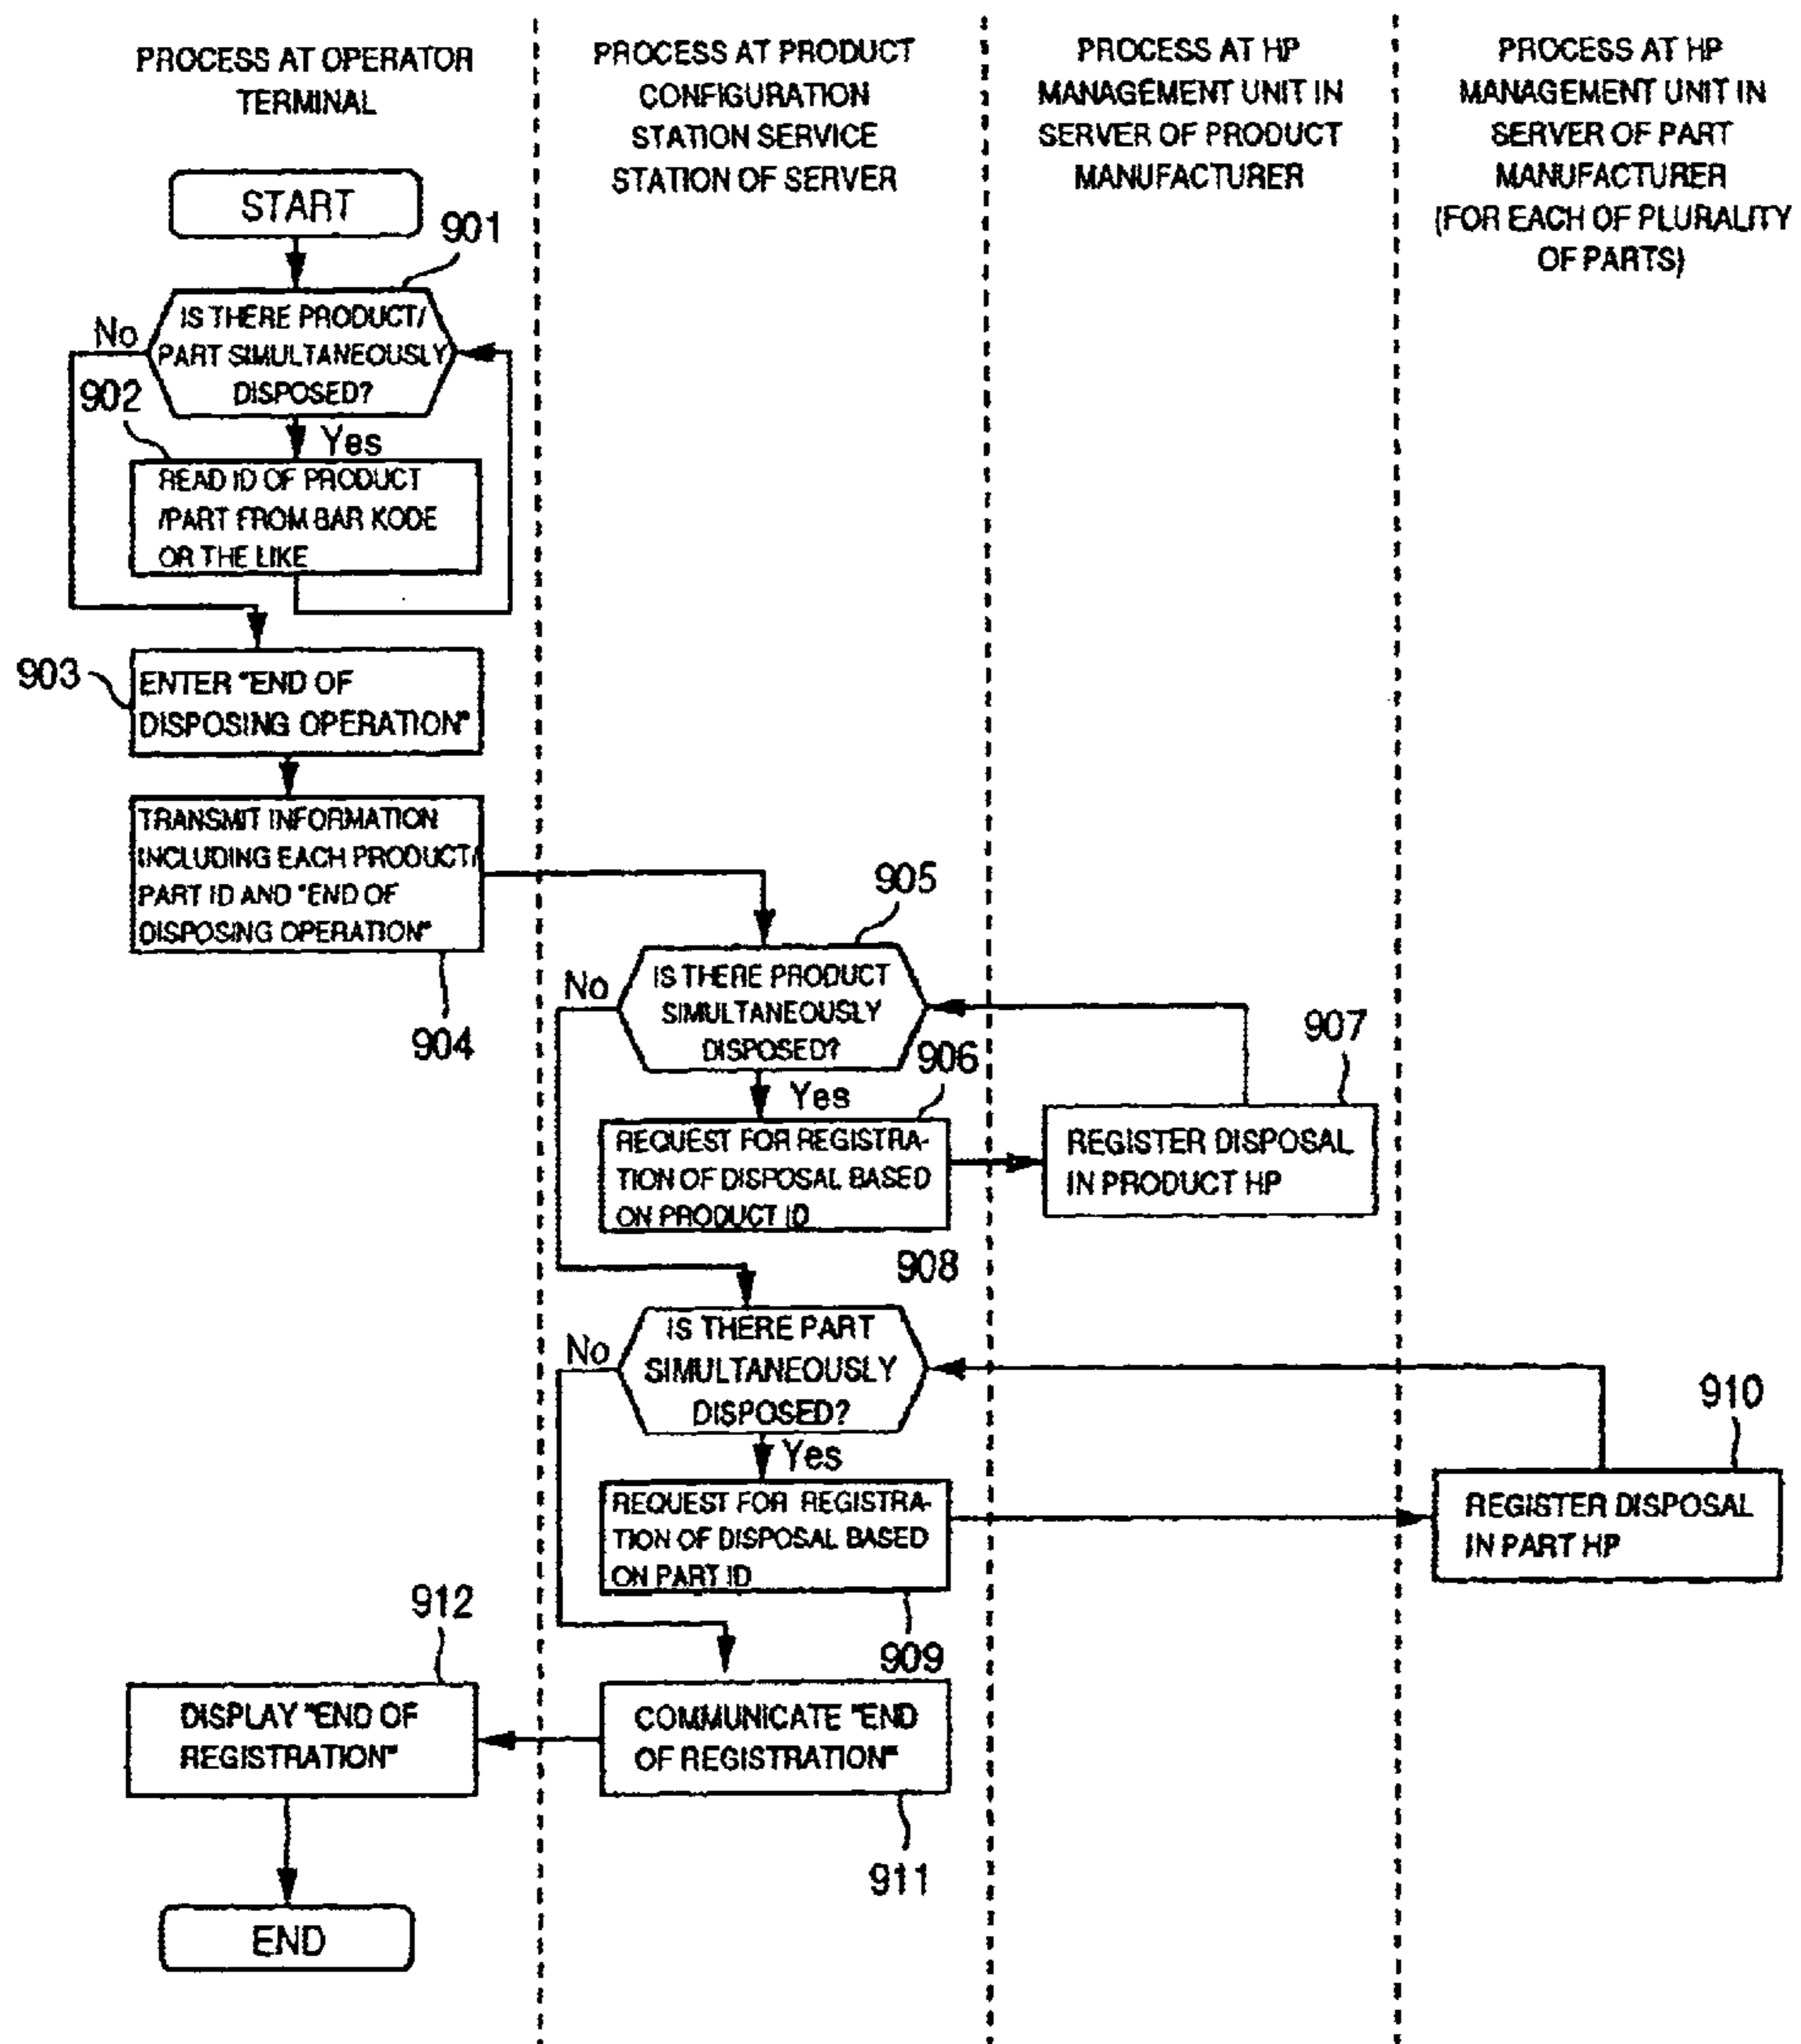 PROCESS AT OPERATOR
TERMINAL
PROCESS AT PRODUCT
CONFIGURATION
STATION SERVICE
STATION OF SERVER
PROCESS AT HP
MANAGEMENT UNIT IN
SERVER OF PRODUCT
MANUFACTURER
PROCESS AT HP
MANAGEMENT UNIT IN
SERVER OF PART
MANUFACTURER
(FOR EACH OF PLURALITY
OF PARTS)
START
901
IS THERE PRODUCT/
PART SIMULTANEOUSLY
DISPOSED?
No
Yes
902
READ ID OF PRODUCT
/PART FROM BAR KODE
OR THE LIKE
903
ENTER "END OF
DISPOSING OPERATION"
TRANSMIT INFORMATION
INCLUDING EACH PRODUCT/
PART ID AND "END OF
DISPOSING OPERATION"
904
905
IS THERE PRODUCT
SIMULTANEOUSLY
DISPOSED?
No
Yes
906
REQUEST FOR REGISTRA-
TION OF DISPOSAL BASED
ON PRODUCT ID
907
REGISTER DISPOSAL
IN PRODUCT HP
908
IS THERE PART
SIMULTANEOUSLY
DISPOSED?
No
Yes
REQUEST FOR REGISTRA-
TION OF DISPOSAL BASED
ON PART ID
909
910
REGISTER DISPOSAL
IN PART HP
COMMUNICATE "END
OF REGISTRATION"
911
912
DISPLAY "END OF
REGISTRATION"
END